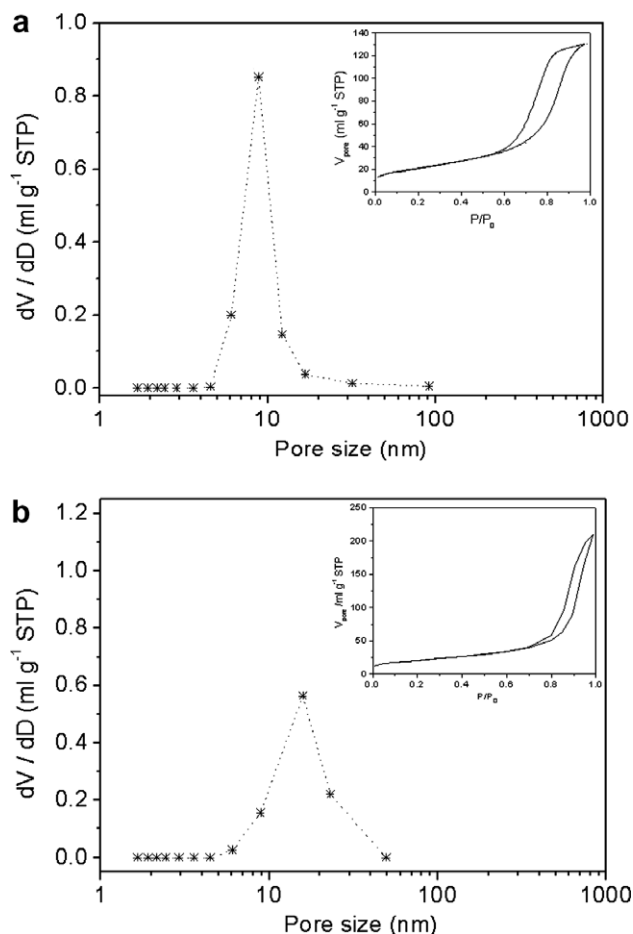 a
dV / dD (ml g⁻¹ STP)
1.0
0.8
0.6
0.4
0.2
0.0
1 10 100 1000
Pore size (nm)
V_pore (ml g⁻¹ STP)
140
120
100
80
60
40
20
0
0.0 0.2 0.4 0.6 0.8 1.0
P/P₀
b
dV / dD (ml g⁻¹ STP)
1.2
1.0
0.8
0.6
0.4
0.2
0.0
1 10 100 1000
Pore size (nm)
V_pore /ml g⁻¹ STP
250
200
150
100
50
0
0.0 0.2 0.4 0.6 0.8 1.0
P/P₀